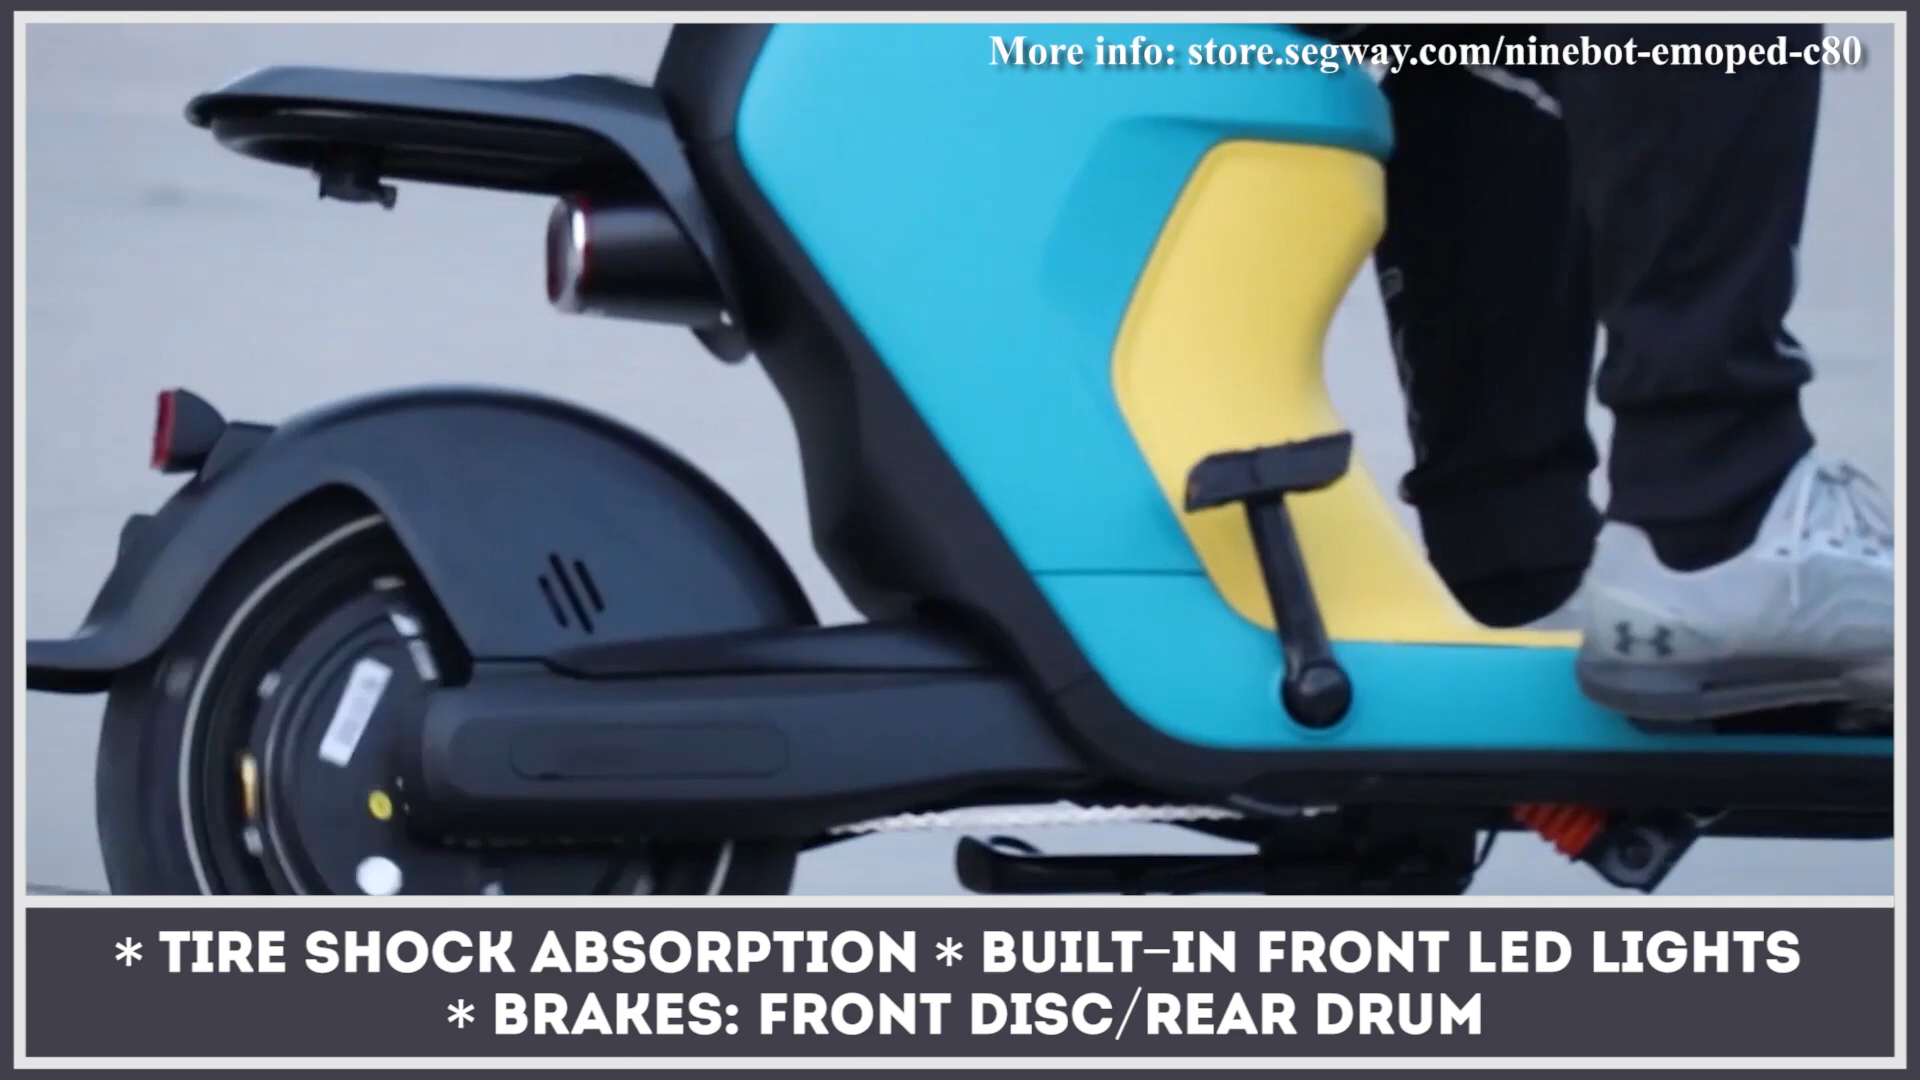 More info: store.segway.com/ninebot-emoped-c80
* TIRE SHOCK ABSORPTION * BUILT-IN FRONT LED LIGHTS
* BRAKES: FRONT DISC/REAR DRUM